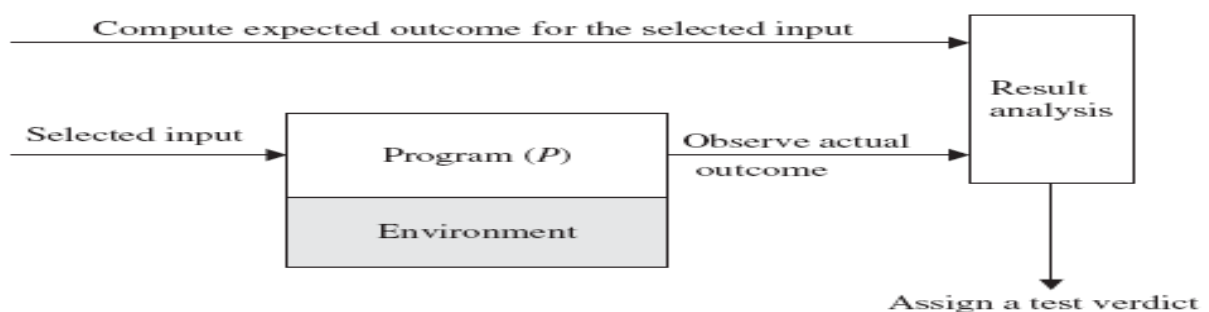 Compute expected outcome for the selected input
Result
analysis
Selected input
Program (P)
Observe actual
outcome
Environment
Assign a test verdict